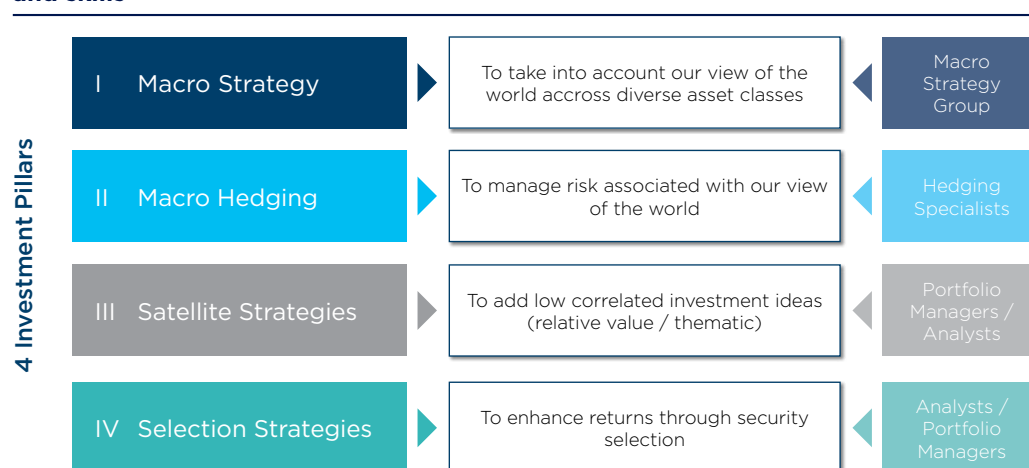 4 Investment Pillars
I Macro Strategy
To take into account our view of the
world accross diverse asset classes
Macro
Strategy
Group
II Macro Hedging
To manage risk associated with our view
of the world
Hedging
Specialists
III Satellite Strategies
To add low correlated investment ideas
(relative value / thematic)
Portfolio
Managers /
Analysts
IV Selection Strategies
To enhance returns through security
selection
Analysts /
Portfolio
Managers